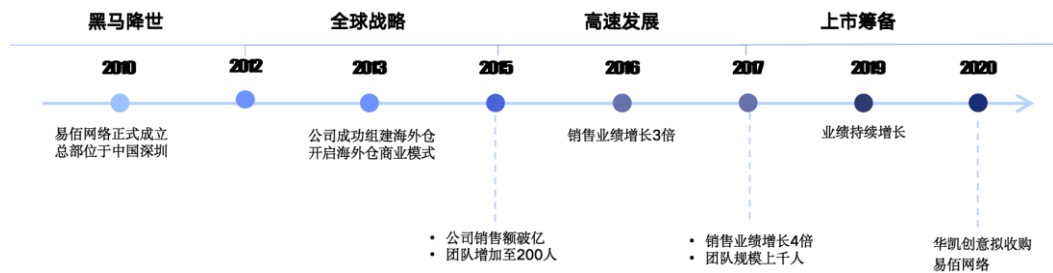 黑马降世
全球战略
高速发展
上市筹备
2010
2012
2013
2015
2016
2017
2019
2020
易佰网络正式成立
总部位于中国深圳
公司成功组建海外仓
开启海外仓商业模式
销售业绩增长3倍
业绩持续增长
• 公司销售额破亿
• 团队增加至200人
• 销售业绩增长4倍
• 团队规模上千人
华凯创意拟收购
易佰网络